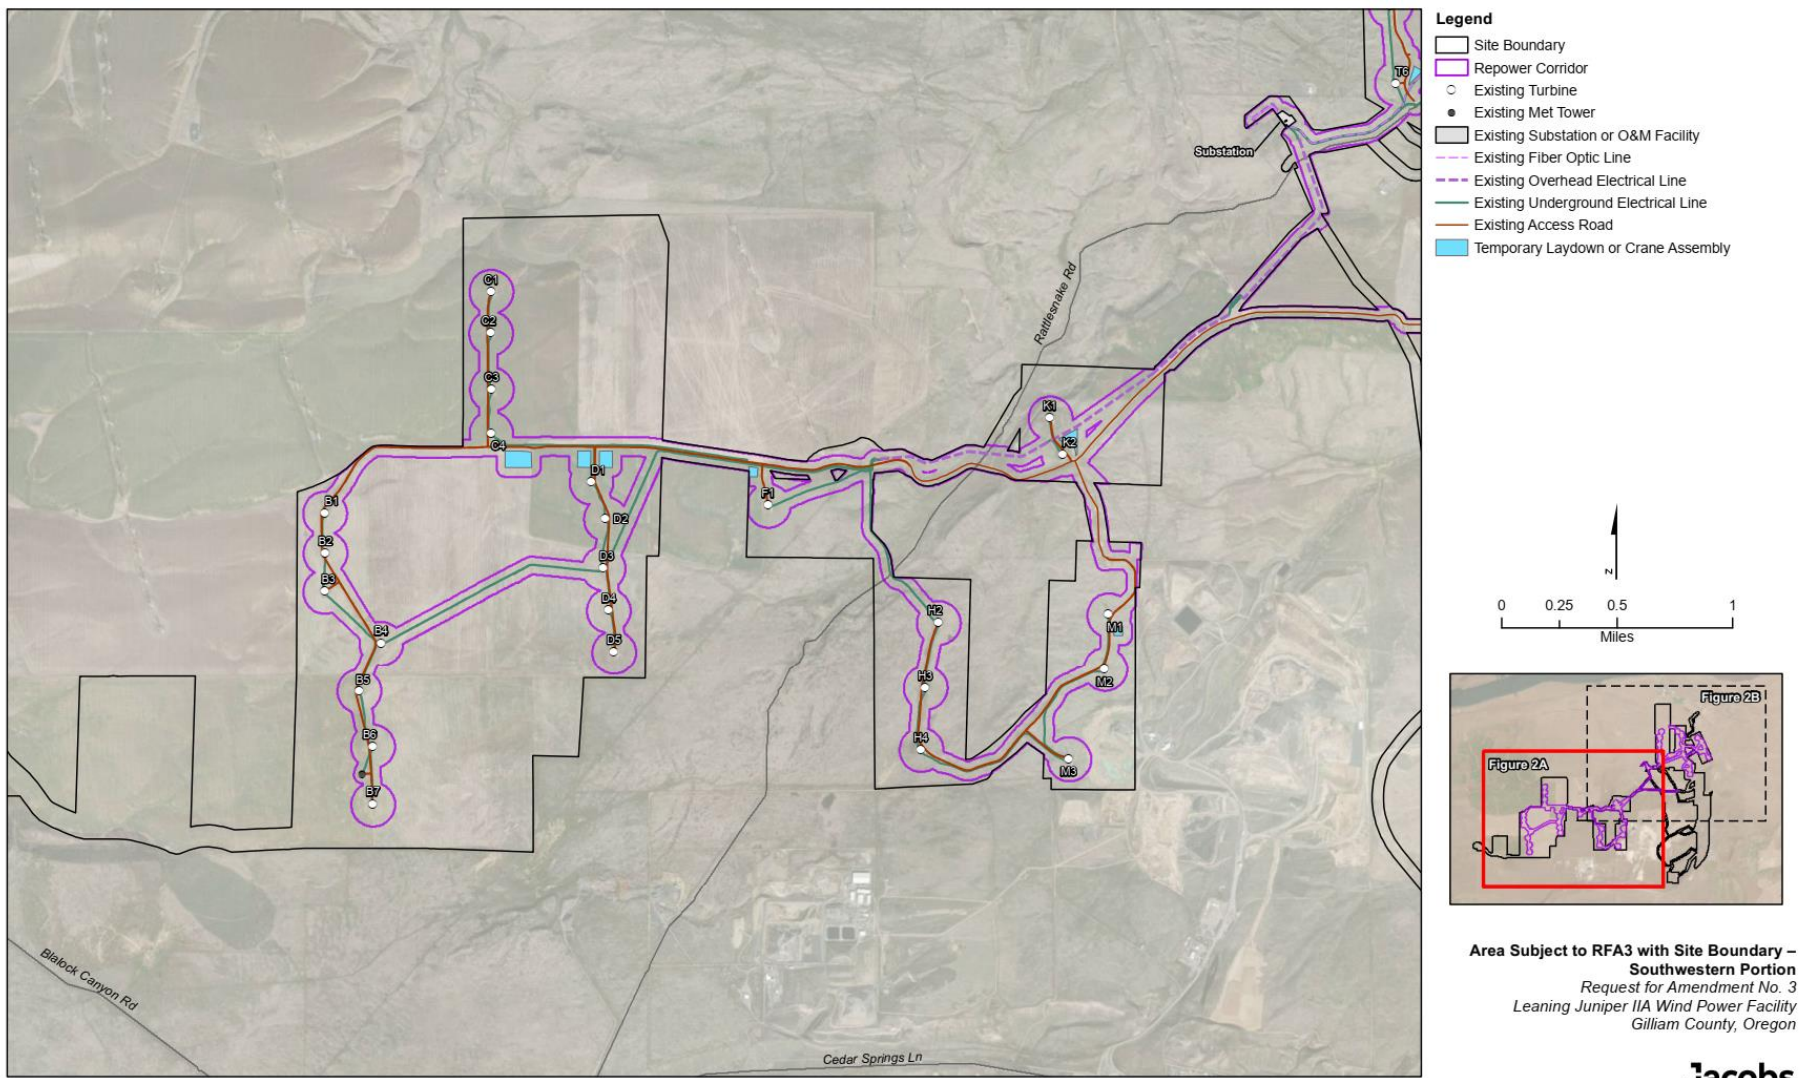 T6
Substation
C1
C2
Rattlesnake Rd
C3
K1
C4
K2
D1
F1
B1
D2
B2
D3
B3
D4
H2
B4
M1
D5
H3
M2
B5
B6
H4
M3
B7
Blalock Canyon Rd
Cedar Springs Ln
Legend
Site Boundary
Repower Corridor
Existing Turbine
Existing Met Tower
Existing Substation or O&M Facility
Existing Fiber Optic Line
Existing Overhead Electrical Line
Existing Underground Electrical Line
Existing Access Road
Temporary Laydown or Crane Assembly
N
0 0.25 0.5 1
Miles
Figure 2B
Figure 2A
Area Subject to RFA3 with Site Boundary –
Southwestern Portion
Request for Amendment No. 3
Leaning Juniper IIA Wind Power Facility
Gilliam County, Oregon
Jacobs